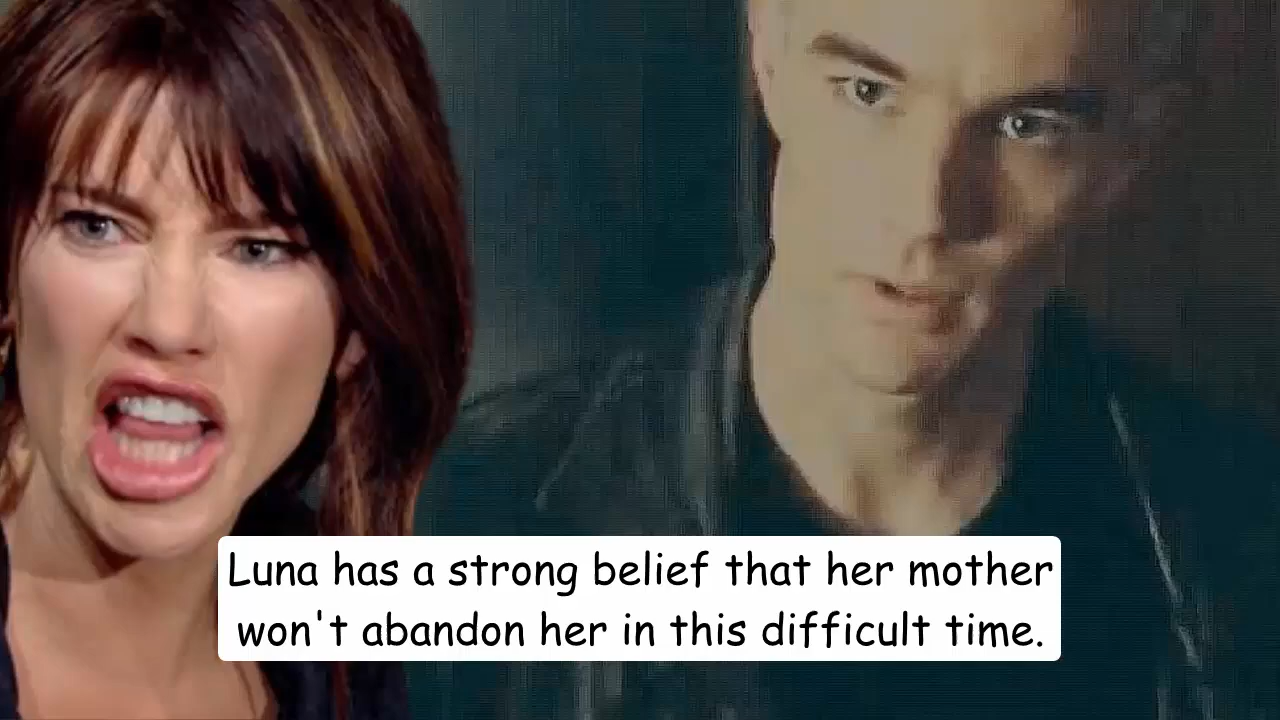 Luna has a strong belief that her mother
won't abandon her in this difficult time.